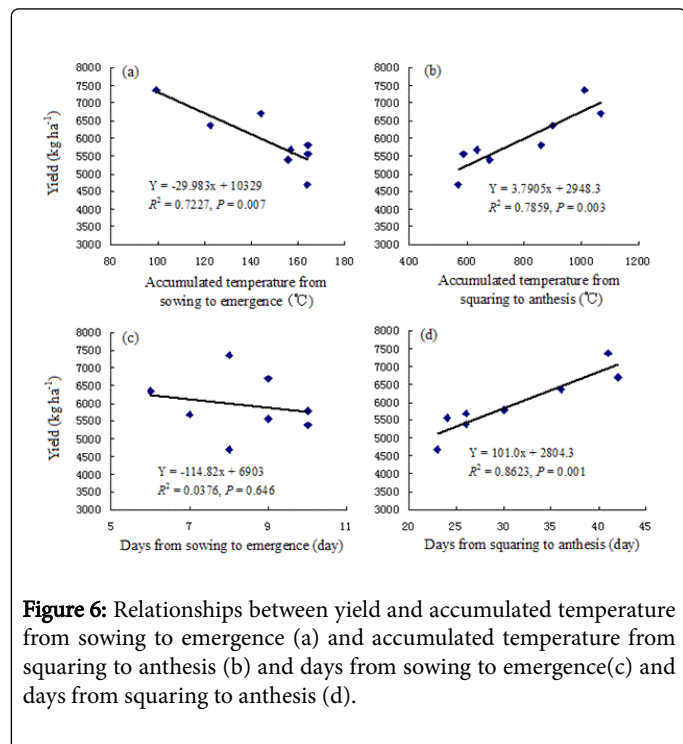 8000
7500
7000
6500
6000
5500
5000
4500
4000
3500
3000
Yield (kg ha⁻¹)
(a)
Y = -29.983x + 10329
R² = 0.7227, P = 0.007
80 100 120 140 160 180
Accumulated temperature from
sowing to emergence (℃)
8000
7500
7000
6500
6000
5500
5000
4500
4000
3500
3000
(b)
Y = 3.7905x + 2948.3
R² = 0.7859, P = 0.003
400 600 800 1000 1200
Accumulated temperature from
squaring to anthesis (℃)
8000
7500
7000
6500
6000
5500
5000
4500
4000
3500
3000
Yield (kg ha⁻¹)
(c)
Y = -114.82x + 6903
R² = 0.0376, P = 0.646
5 7 9 11
Days from sowing to emergence (day)
8000
7500
7000
6500
6000
5500
5000
4500
4000
3500
3000
(d)
Y = 101.0x + 2804.3
R² = 0.8623, P = 0.001
20 25 30 35 40 45
Days from squaring to anthesis (day)
Figure 6: Relationships between yield and accumulated temperature
from sowing to emergence (a) and accumulated temperature from
squaring to anthesis (b) and days from sowing to emergence(c) and
days from squaring to anthesis (d).